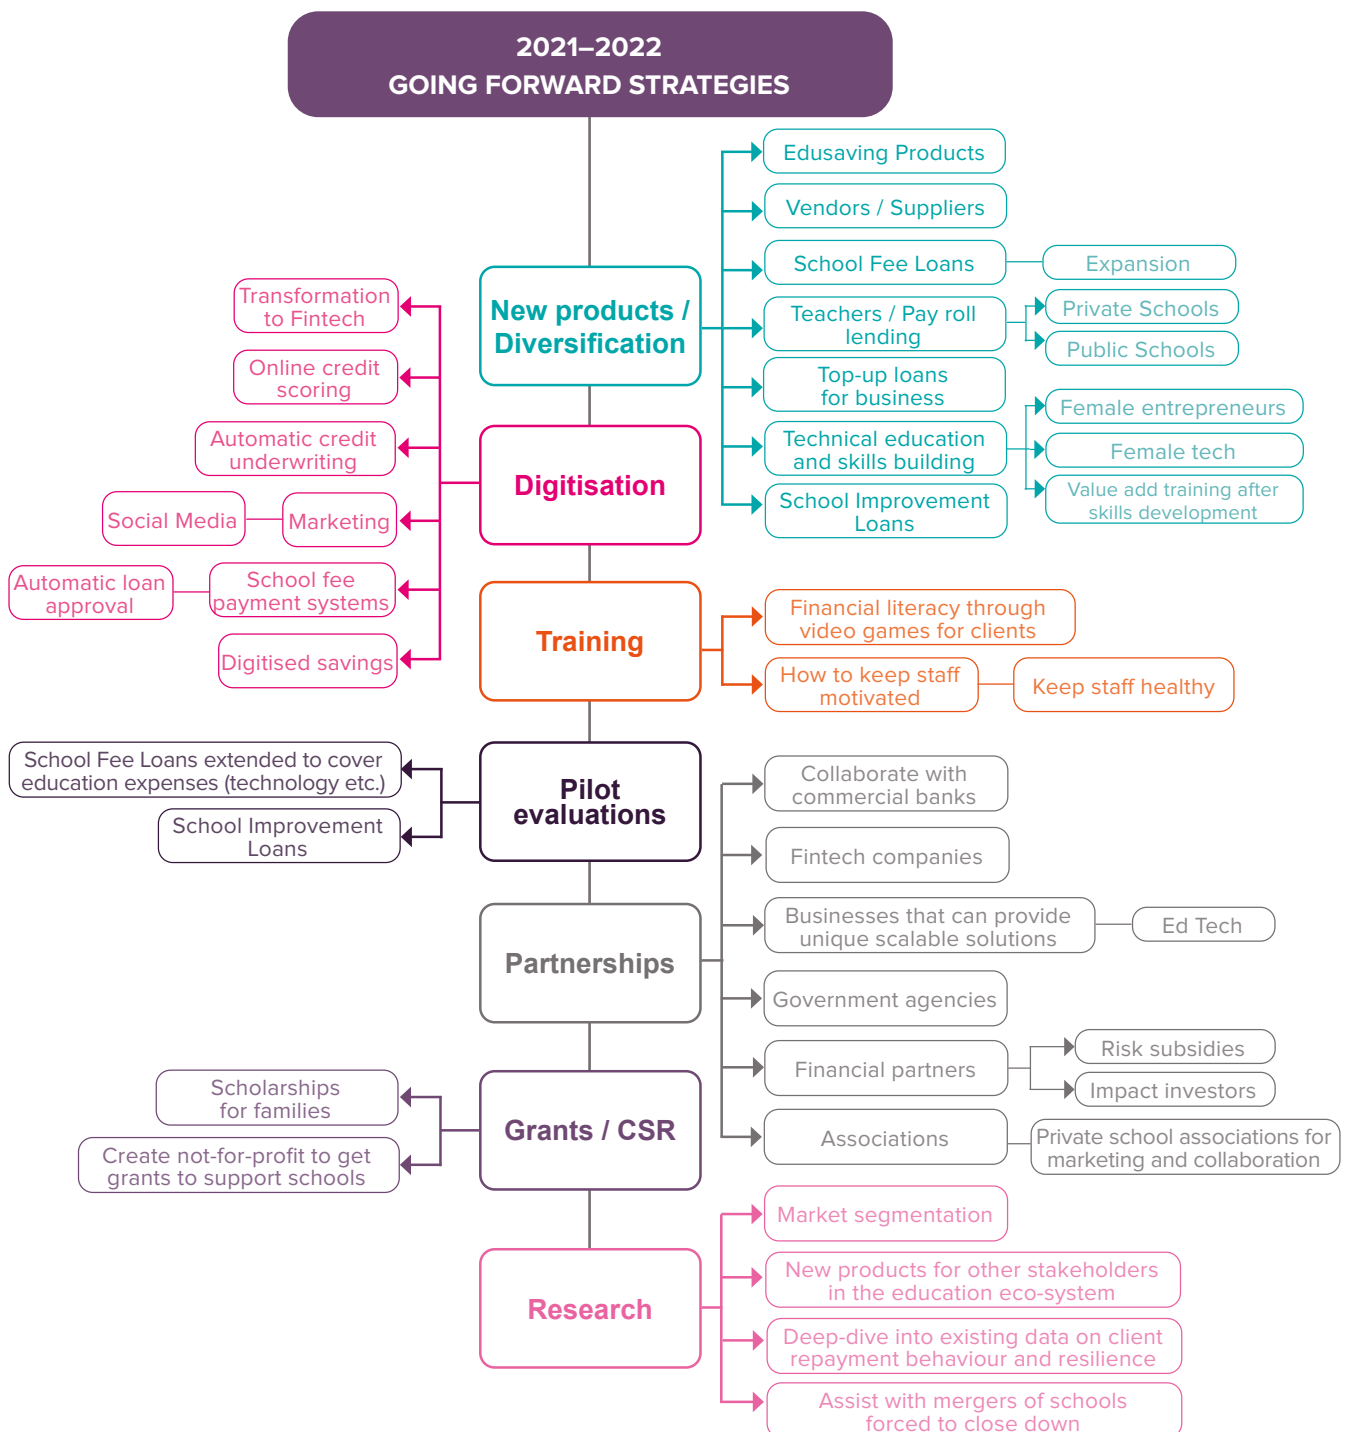 2021–2022
GOING FORWARD STRATEGIES
New products /
Diversification
Edusaving Products
Vendors / Suppliers
School Fee Loans
Expansion
Teachers / Pay roll
lending
Private Schools
Public Schools
Top-up loans
for business
Technical education
and skills building
Female entrepreneurs
Female tech
Value add training after
skills development
School Improvement
Loans
Digitisation
Transformation
to Fintech
Online credit
scoring
Automatic credit
underwriting
Marketing
Social Media
School fee
payment systems
Automatic loan
approval
Digitised savings
Training
Financial literacy through
video games for clients
How to keep staff
motivated
Keep staff healthy
Pilot
evaluations
School Fee Loans extended to cover
education expenses (technology etc.)
School Improvement
Loans
Partnerships
Collaborate with
commercial banks
Fintech companies
Businesses that can provide
unique scalable solutions
Ed Tech
Government agencies
Financial partners
Risk subsidies
Impact investors
Associations
Private school associations for
marketing and collaboration
Grants / CSR
Scholarships
for families
Create not-for-profit to get
grants to support schools
Research
Market segmentation
New products for other stakeholders
in the education eco-system
Deep-dive into existing data on client
repayment behaviour and resilience
Assist with mergers of schools
forced to close down